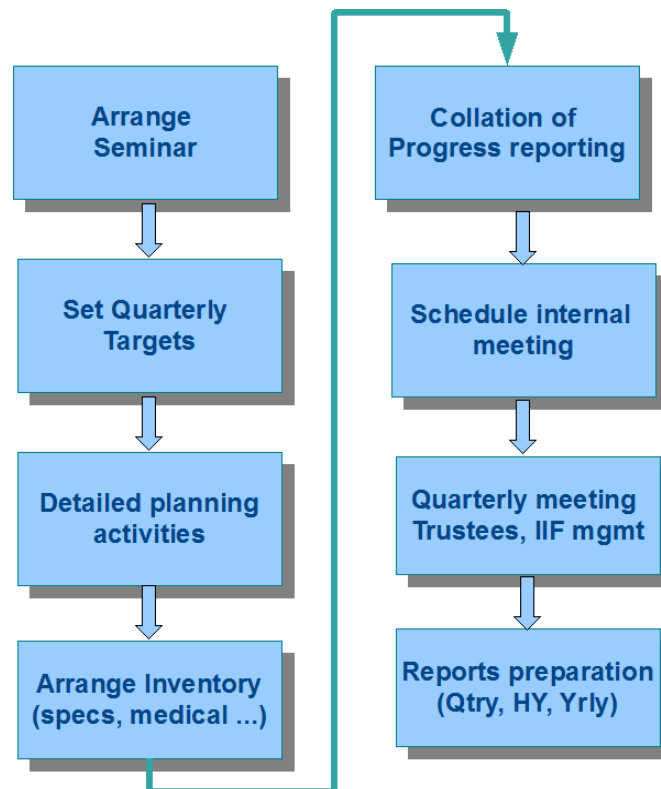 Arrange
Seminar
Set Quarterly
Targets
Detailed planning
activities
Arrange Inventory
(specs, medical ...)
Collation of
Progress reporting
Schedule internal
meeting
Quarterly meeting
Trustees, IIF mgmt
Reports preparation
(Qtry, HY, Yrly)